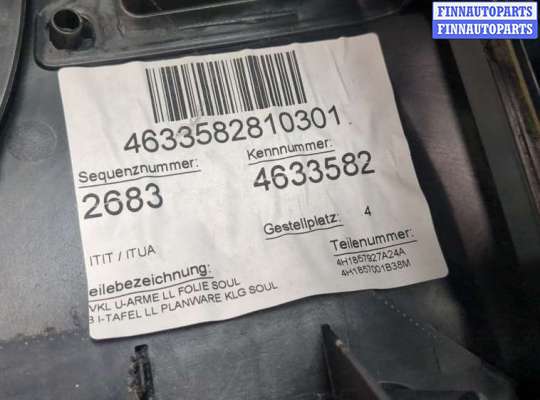 FINNAUTOPARTS
FINNAUTOPARTS
4633582810301
Sequenznummer:
Kennnummer:
2683
4633582
Gestellplatz: 4
ITIT / ITUA
Teilenummer:
4H1857927A24A
4H1857001B38M
eilebezeichnung:
VKL U-ARME LL FOLIE SOUL
I-TAFEL LL PLANWARE KLG SOUL